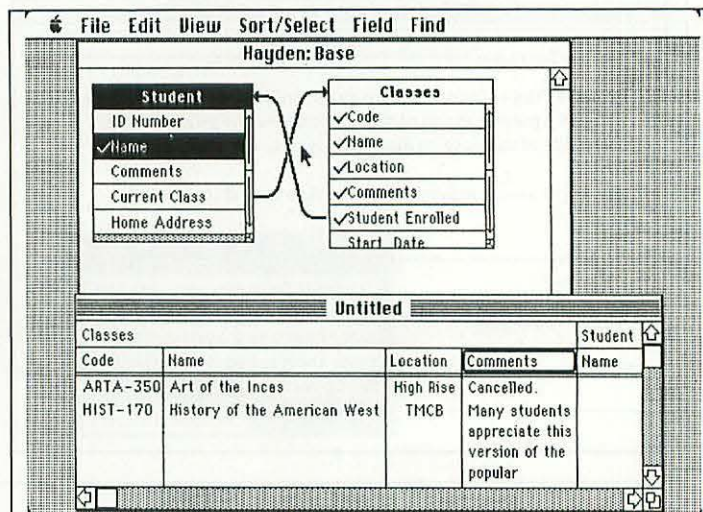 File Edit View Sort/Select Field Find
Hayden:Base
Student
ID Number
✓Name
Comments
Current Class
Home Address
Classes
✓Code
✓Name
✓Location
✓Comments
✓Student Enrolled
Start Date
Untitled
Classes Student
Code Name Location Comments Name
ARTA-350 Art of the Incas High Rise Cancelled.
HIST-170 History of the American West TMCB Many students
appreciate this
version of the
popular